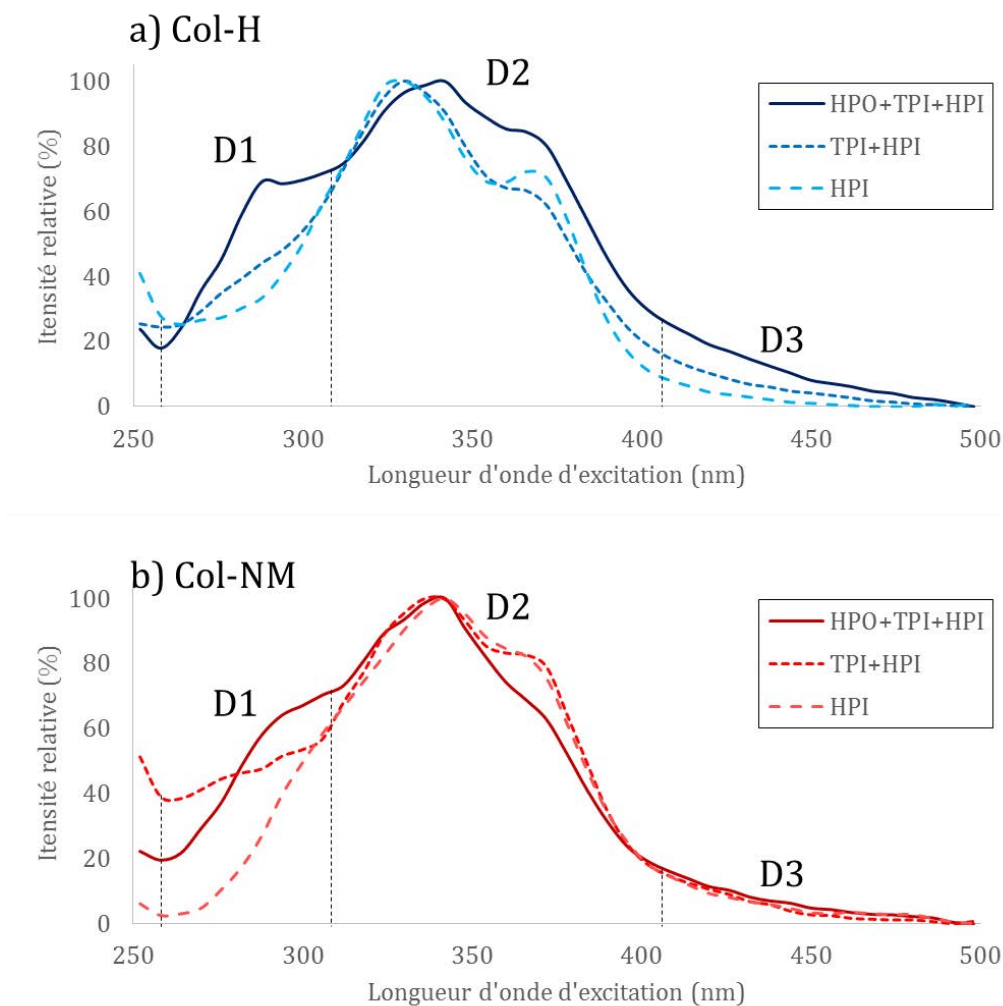 a) Col-H
D2
D1
D3
100
80
60
40
20
0
Itensité relative (%)
250
300
350
400
450
500
Longueur d'onde d'excitation (nm)
HPO+TPI+HPI
TPI+HPI
HPI
b) Col-NM
D2
D1
D3
100
80
60
40
20
0
Itensité relative (%)
250
300
350
400
450
500
Longueur d'onde d'excitation (nm)
HPO+TPI+HPI
TPI+HPI
HPI